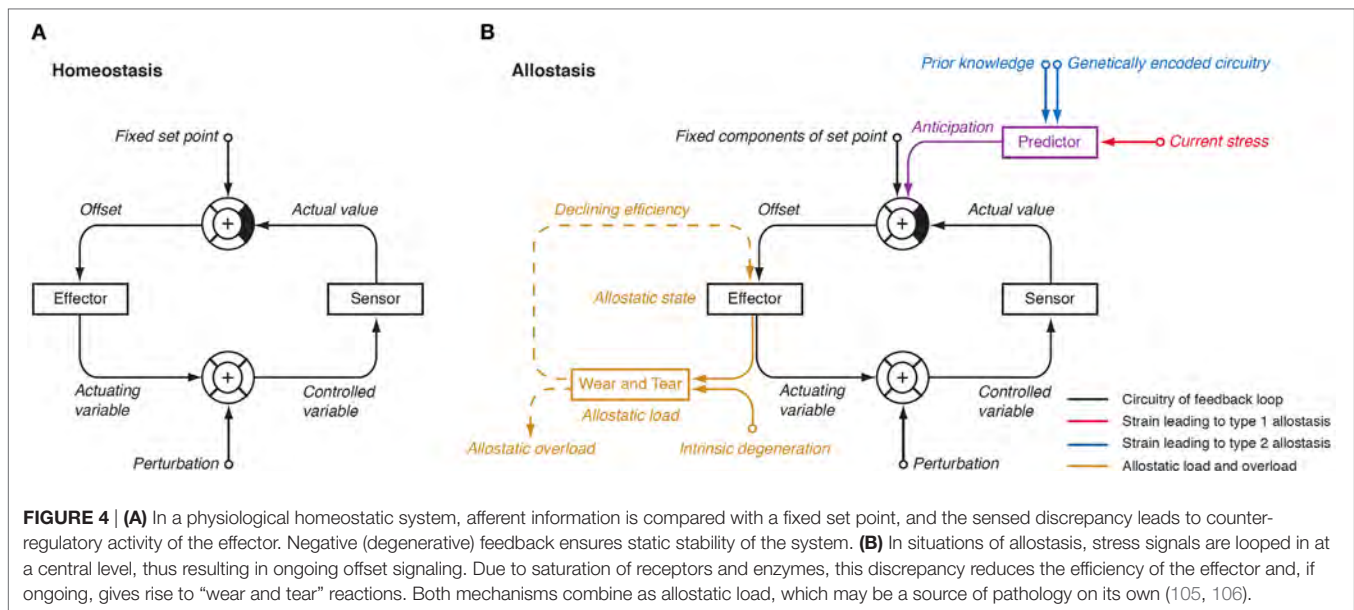 A
Homeostasis
Fixed set point
Offset
Actual value
Effector
Sensor
Actuating
variable
Controlled
variable
Perturbation
B
Allostasis
Prior knowledge
Genetically encoded circuitry
Fixed components of set point
Anticipation
Predictor
Current stress
Declining efficiency
Offset
Actual value
Allostatic state
Effector
Sensor
Wear and Tear
Allostatic load
Actuating
variable
Controlled
variable
Allostatic overload
Intrinsic degeneration
Perturbation
Circuitry of feedback loop
Strain leading to type 1 allostasis
Strain leading to type 2 allostasis
Allostatic load and overload
FIGURE 4 | (A) In a physiological homeostatic system, afferent information is compared with a fixed set point, and the sensed discrepancy leads to counter-
regulatory activity of the effector. Negative (degenerative) feedback ensures static stability of the system. (B) In situations of allostasis, stress signals are looped in at
a central level, thus resulting in ongoing offset signaling. Due to saturation of receptors and enzymes, this discrepancy reduces the efficiency of the effector and, if
ongoing, gives rise to “wear and tear” reactions. Both mechanisms combine as allostatic load, which may be a source of pathology on its own (105, 106).